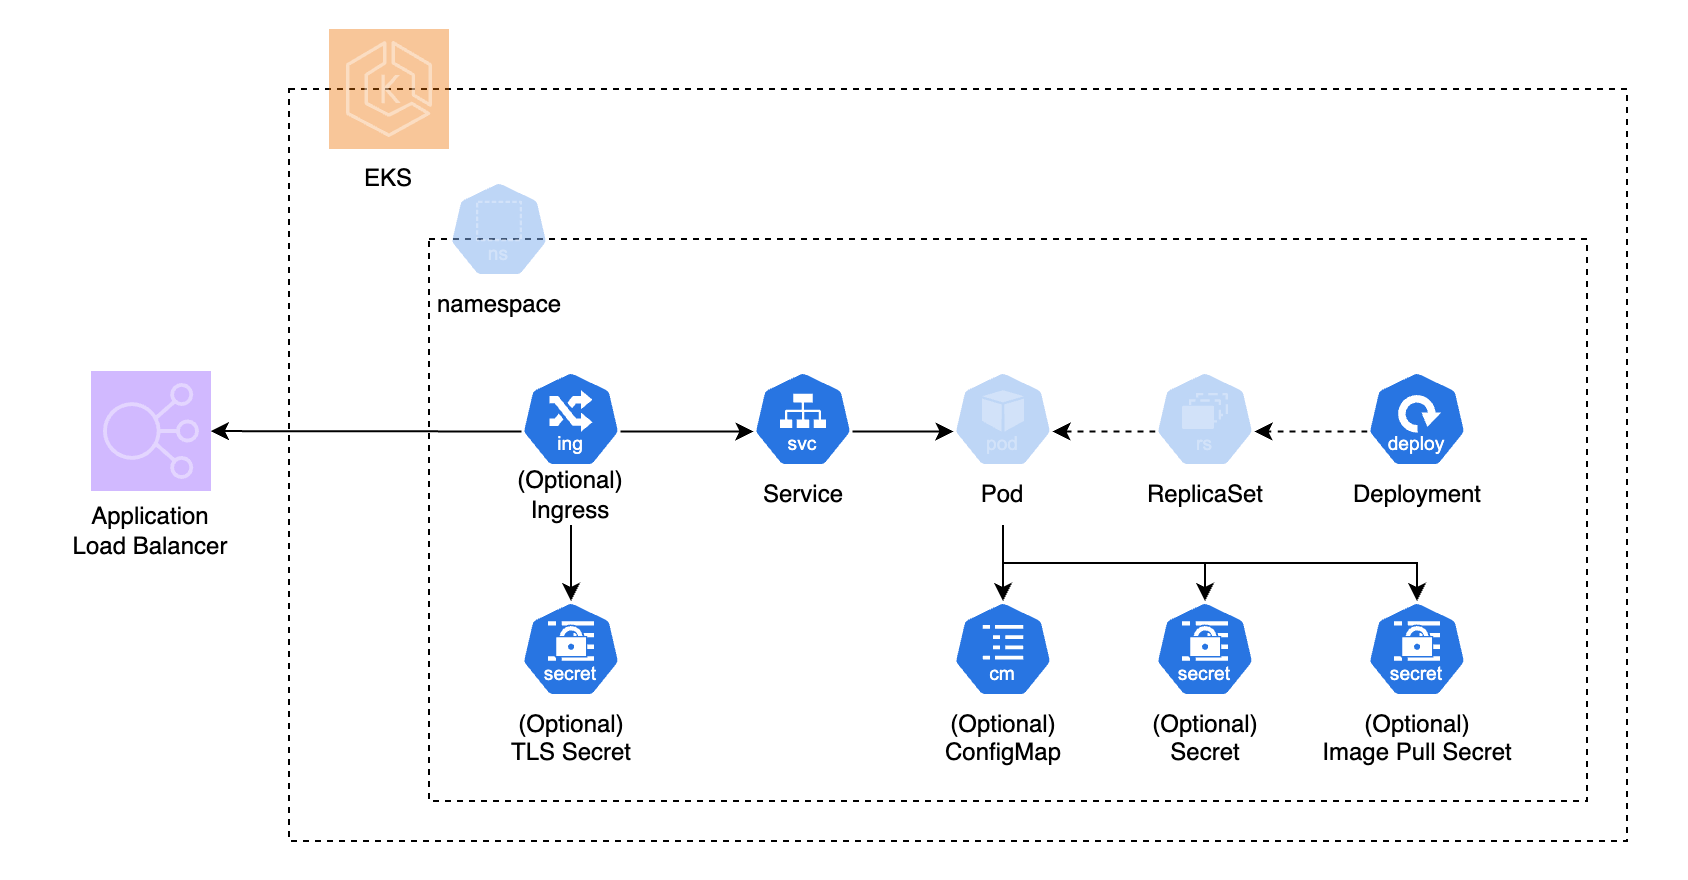 K
EKS
ns
namespace
ing
svc
pod
rs
deploy
(Optional)
Ingress
Service
Pod
ReplicaSet
Deployment
Application
Load Balancer
secret
cm
secret
secret
(Optional)
TLS Secret
(Optional)
ConfigMap
(Optional)
Secret
(Optional)
Image Pull Secret